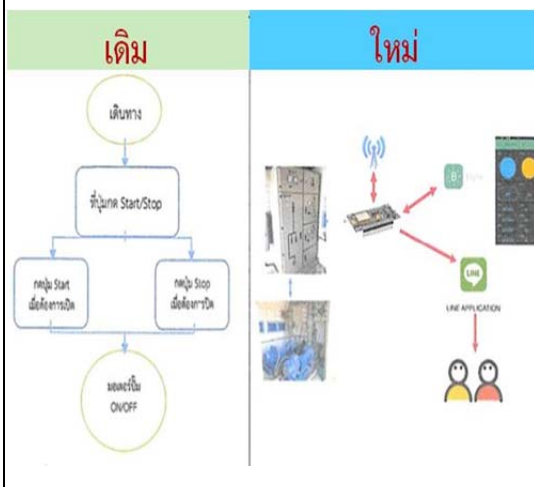 เดิม
ใหม่
เดินทาง
ที่ปุ่มกด Start/Stop
กดปุ่ม Start
เมื่อต้องการเปิด
กดปุ่ม Stop
เมื่อต้องการปิด
มอเตอร์ปั๊ม
ON/OFF
B
LINE
LINE APPLICATION